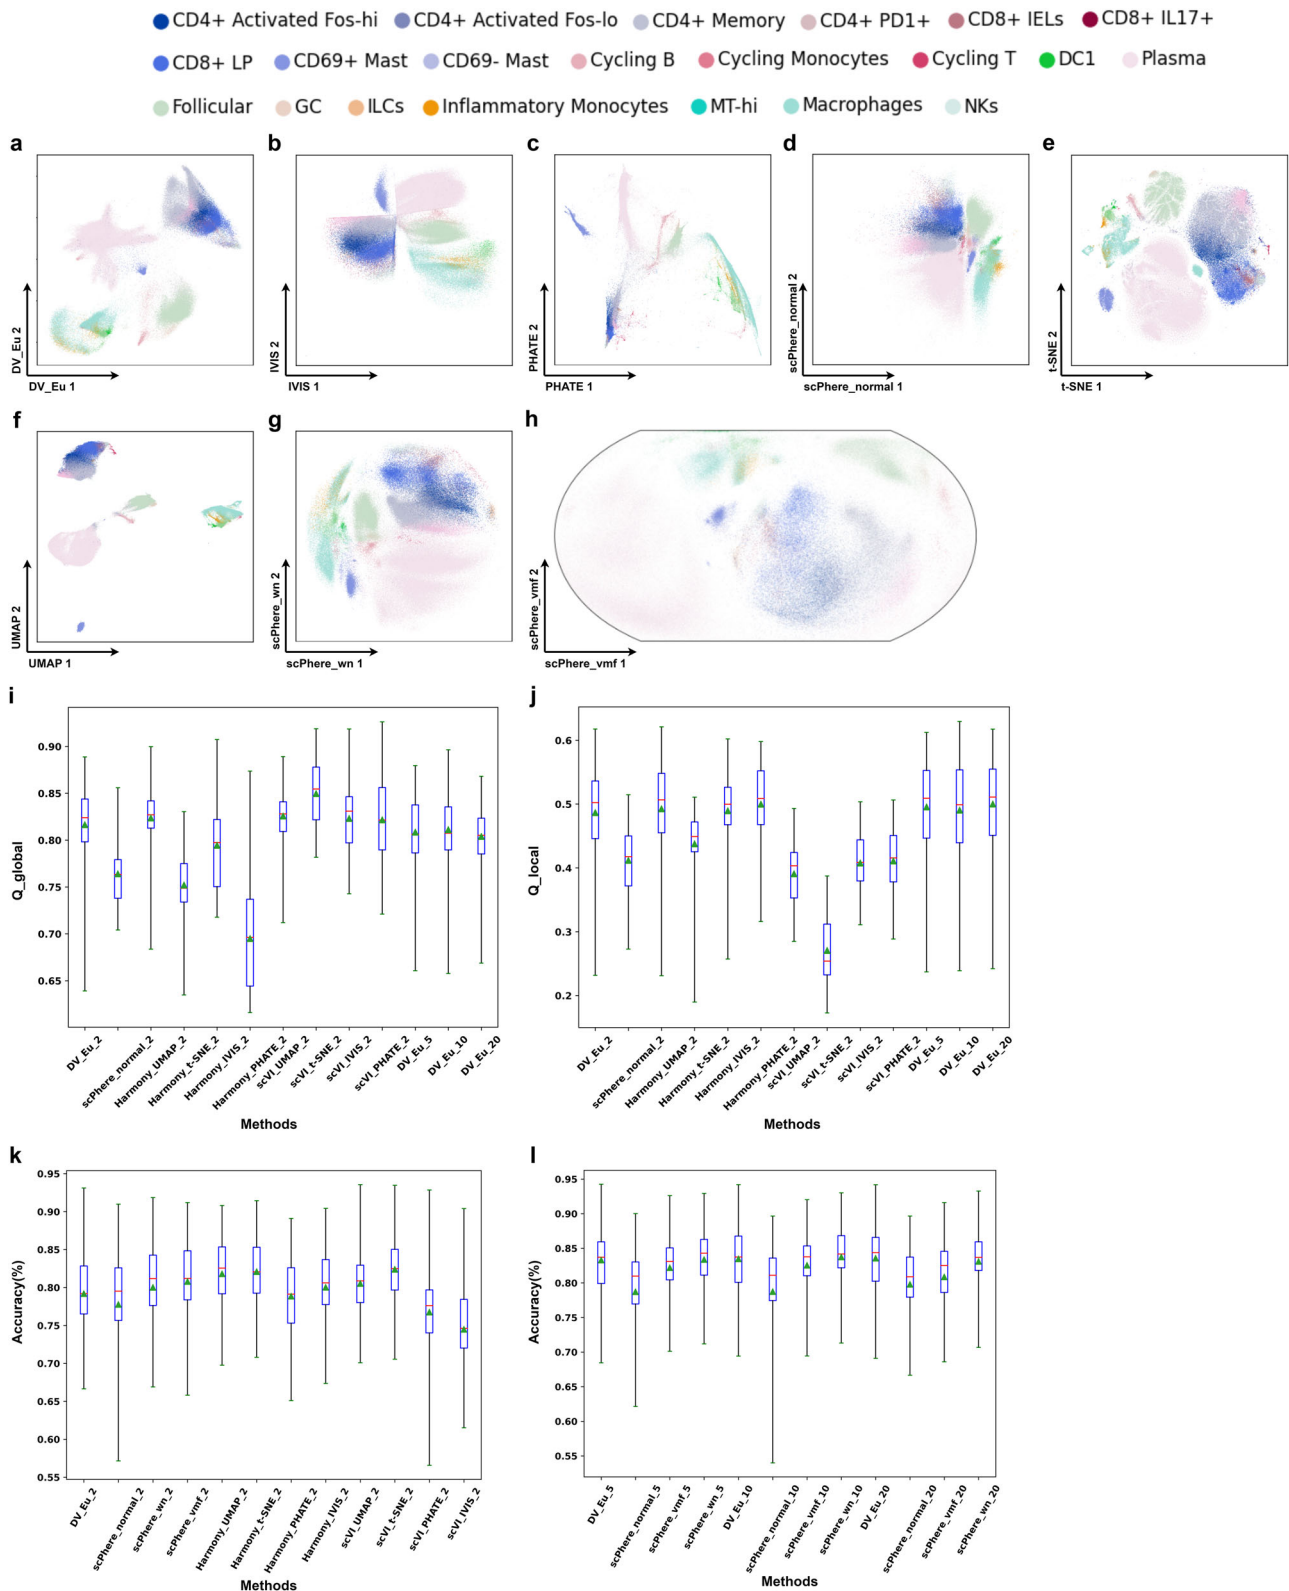 CD4+ Activated Fos-hi CD4+ Activated Fos-lo CD4+ Memory CD4+ PD1+ CD8+ IELs CD8+ IL17+
CD8+ LP CD69+ Mast CD69- Mast Cycling B Cycling Monocytes Cycling T DC1 Plasma
Follicular GC ILCs Inflammatory Monocytes MT-hi Macrophages NKs
a
DV_Eu 2
DV_Eu 1
b
IVIS 2
IVIS 1
c
PHATE 2
PHATE 1
d
scPhere_normal 2
scPhere_normal 1
e
t-SNE 2
t-SNE 1
f
UMAP 2
UMAP 1
g
scPhere_wn 2
scPhere_wn 1
h
scPhere_vmf 2
scPhere_vmf 1
i
Q_global
0.90
0.85
0.80
0.75
0.70
0.65
DV_Eu_2
scPhere_normal_2
Harmony_UMAP_2
Harmony_t-SNE_2
Harmony_IVIS_2
Harmony_PHATE_2
scVI_UMAP_2
scVI_t-SNE_2
scVI_IVIS_2
scVI_PHATE_2
DV_Eu_5
DV_Eu_10
DV_Eu_20
Methods
j
Q_local
0.6
0.5
0.4
0.3
0.2
DV_Eu_2
scPhere_normal_2
Harmony_UMAP_2
Harmony_t-SNE_2
Harmony_IVIS_2
Harmony_PHATE_2
scVI_UMAP_2
scVI_t-SNE_2
scVI_IVIS_2
scVI_PHATE_2
DV_Eu_5
DV_Eu_10
DV_Eu_20
Methods
k
Accuracy(%)
0.95
0.90
0.85
0.80
0.75
0.70
0.65
0.60
0.55
DV_Eu_2
scPhere_normal_2
scPhere_wn_2
scPhere_vmf_2
Harmony_UMAP_2
Harmony_t-SNE_2
Harmony_PHATE_2
Harmony_IVIS_2
scVI_UMAP_2
scVI_t-SNE_2
scVI_PHATE_2
scVI_IVIS_2
Methods
l
Accuracy(%)
0.95
0.90
0.85
0.80
0.75
0.70
0.65
0.60
0.55
DV_Eu_5
scPhere_normal_5
scPhere_vmf_5
scPhere_wn_5
DV_Eu_10
scPhere_normal_10
scPhere_vmf_10
scPhere_wn_10
DV_Eu_20
scPhere_normal_20
scPhere_vmf_20
scPhere_wn_20
Methods